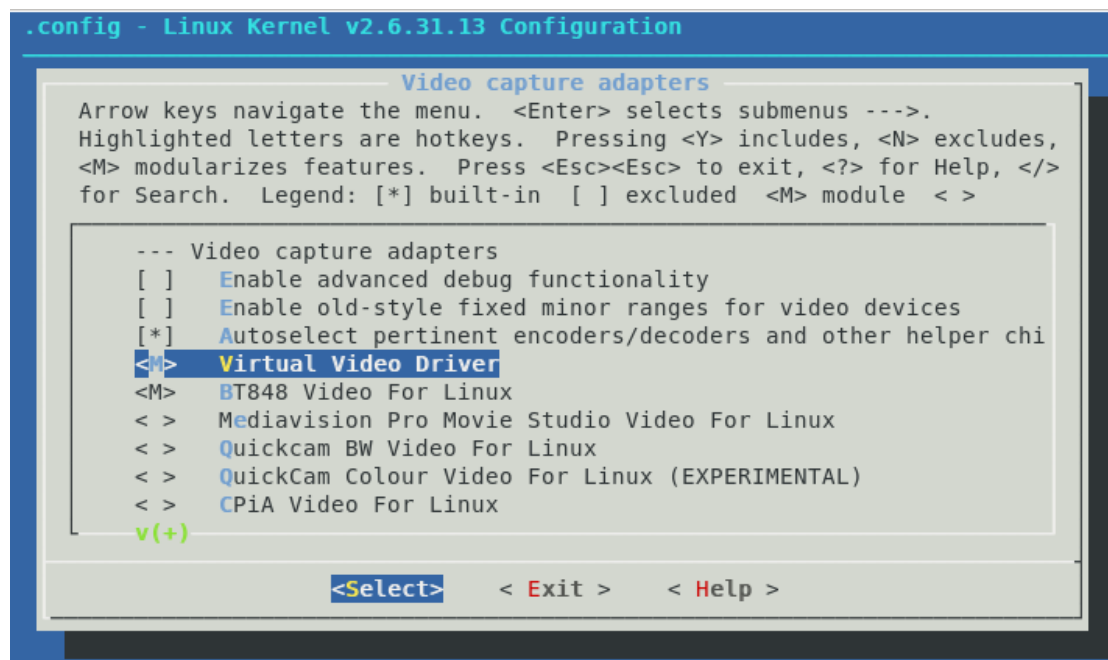 .config - Linux Kernel v2.6.31.13 Configuration
Video capture adapters
Arrow keys navigate the menu.  <Enter> selects submenus --->.
Highlighted letters are hotkeys.  Pressing <Y> includes, <N> excludes,
<M> modularizes features.  Press <Esc><Esc> to exit, <?> for Help, </>
for Search.  Legend: [*] built-in  [ ] excluded  <M> module  < >
--- Video capture adapters
[ ]   Enable advanced debug functionality
[ ]   Enable old-style fixed minor ranges for video devices
[*]   Autoselect pertinent encoders/decoders and other helper chi
<M>   Virtual Video Driver
<M>   BT848 Video For Linux
< >   Mediavision Pro Movie Studio Video For Linux
< >   Quickcam BW Video For Linux
< >   QuickCam Colour Video For Linux (EXPERIMENTAL)
< >   CPiA Video For Linux
v(+)
<Select>    < Exit >    < Help >